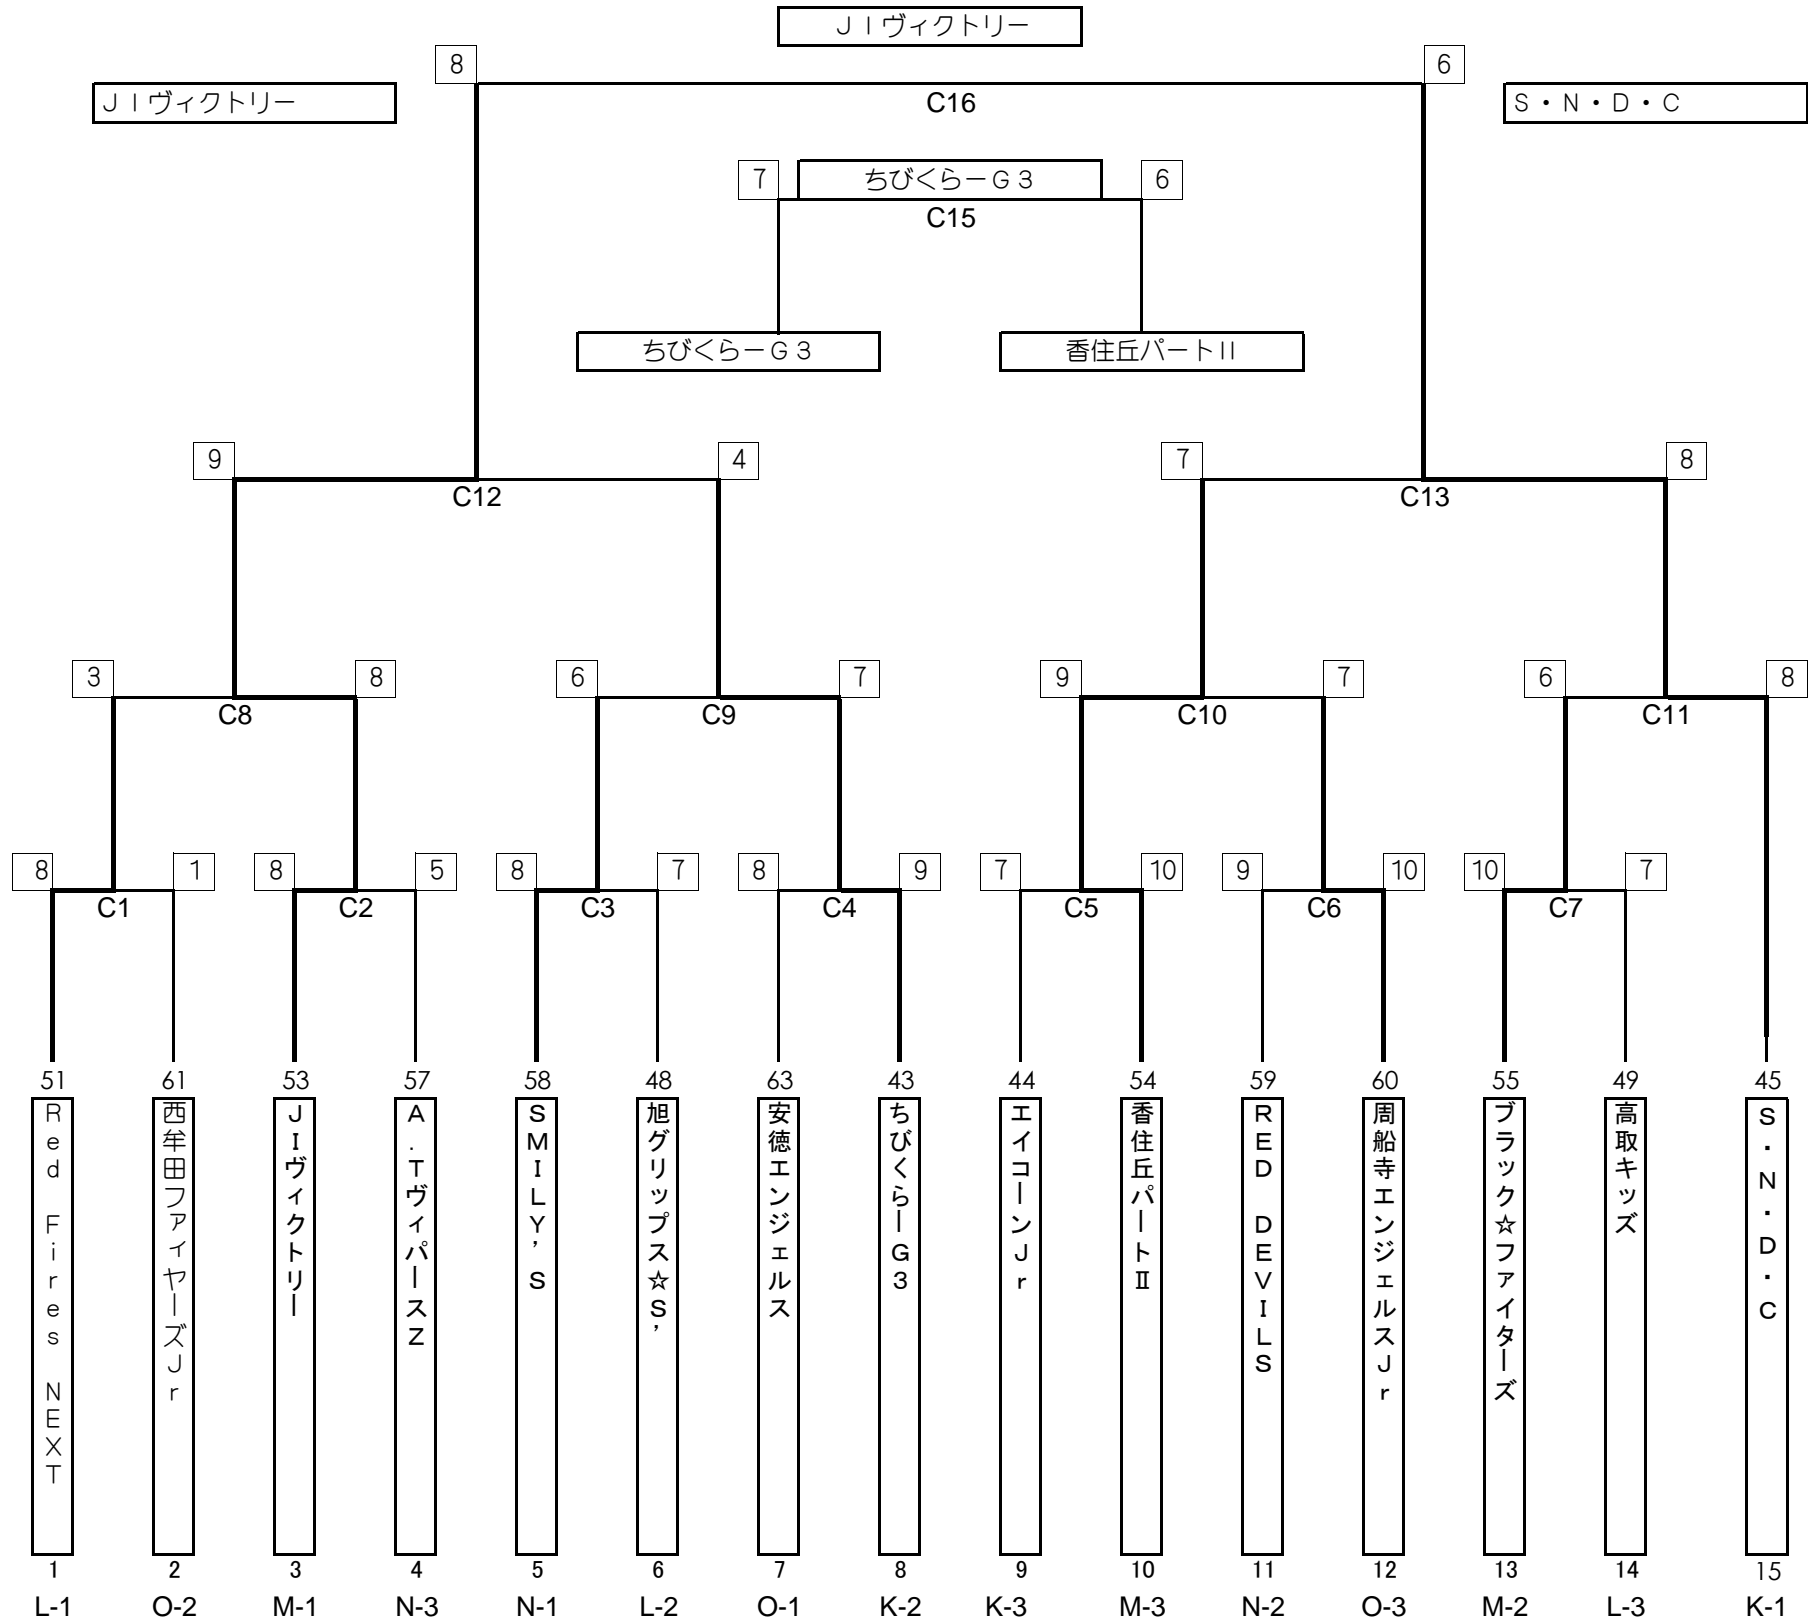 ＪＩヴィクトリー
8
6
ＪＩヴィクトリー
C16
Ｓ・Ｎ・Ｄ・Ｃ
7
ちびくらーＧ３
6
C15
ちびくらーＧ３
香住丘パートⅡ
9
4
7
8
C12
C13
3
8
6
7
9
7
6
8
C8
C9
C10
C11
8
1
8
5
8
7
8
9
7
10
9
10
10
7
C1
C2
C3
C4
C5
C6
C7
51
61
53
57
58
48
63
43
44
54
59
60
55
49
45
Ｒｅｄ　Ｆｉｒｅｓ　ＮＥＸＴ
西牟田ファィヤーズＪｒ
ＪＩヴィクトリー
Ａ．ＴヴィパースＺ
ＳＭＩＬＹ’Ｓ
旭グリップス☆Ｓ’
安徳エンジェルス
ちびくらーＧ３
エイコーンＪｒ
香住丘パートⅡ
ＲＥＤ　ＤＥＶＩＬＳ
周船寺エンジェルスＪｒ
ブラック☆ファイターズ
高取キッズ
Ｓ・Ｎ・Ｄ・Ｃ
1
2
3
4
5
6
7
8
9
10
11
12
13
14
15
L-1
O-2
M-1
N-3
N-1
L-2
O-1
K-2
K-3
M-3
N-2
O-3
M-2
L-3
K-1